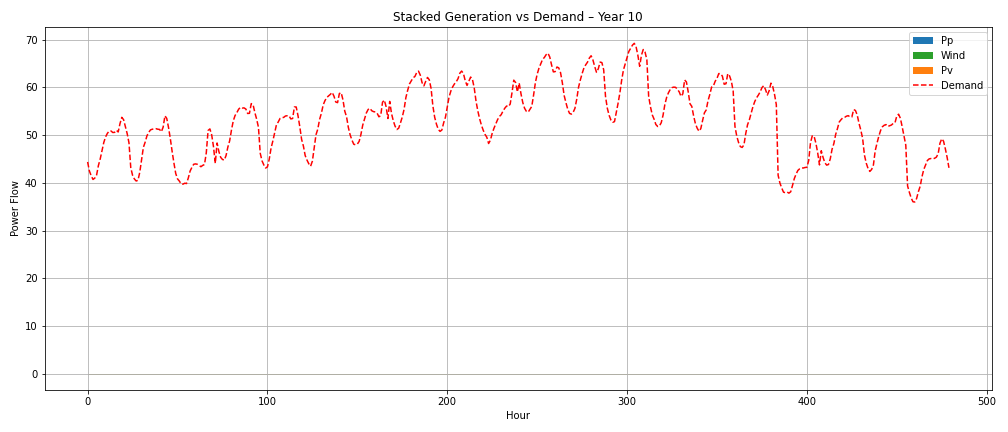 Stacked Generation vs Demand – Year 10
Pp
Wind
Pv
Demand
Power Flow
70
60
50
40
30
20
10
0
0 100 200 300 400 500
Hour